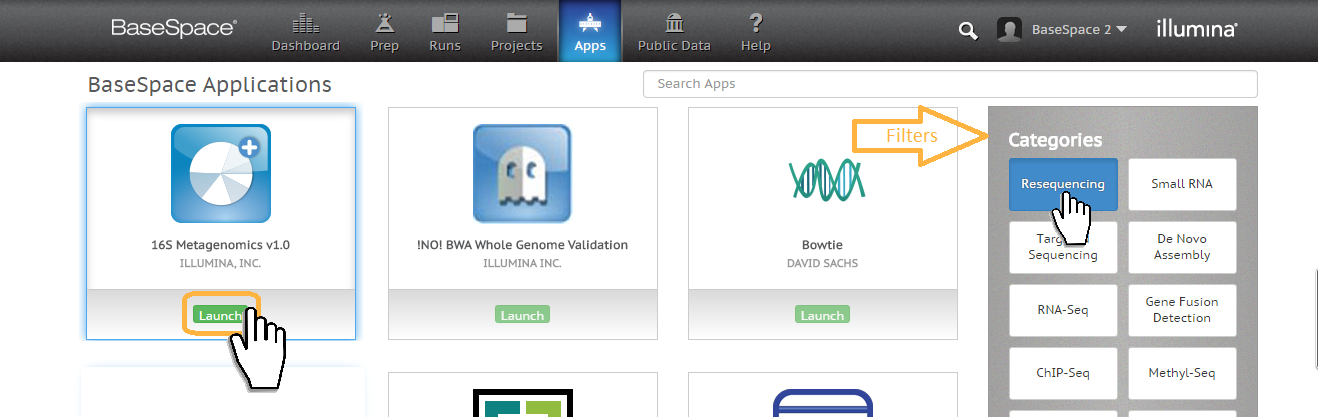 BaseSpace®
Dashboard
Prep
Runs
Projects
Apps
Public Data
Help
BaseSpace 2
illumina®
BaseSpace Applications
Search Apps
16S Metagenomics v1.0
ILLUMINA, INC.
Launch
!NO! BWA Whole Genome Validation
ILLUMINA INC.
Launch
Bowtie
DAVID SACHS
Launch
Filters
Categories
Resequencing
Small RNA
Sequencing
De Novo
Assembly
RNA-Seq
Gene Fusion
Detection
ChIP-Seq
Methyl-Seq